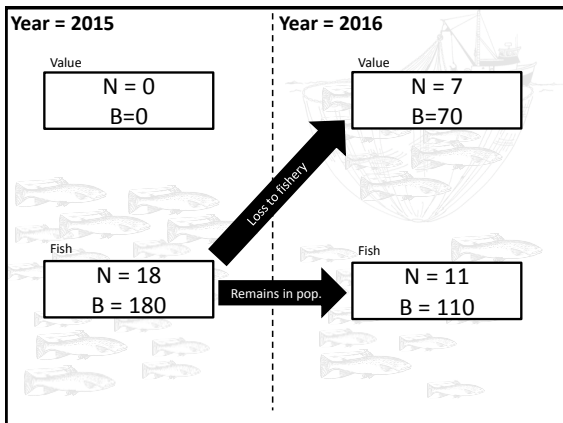 Year = 2015
Year = 2016
Value
N = 0
B=0
Value
N = 7
B=70
Loss to fishery
Fish
N = 18
B = 180
Remains in pop.
Fish
N = 11
B = 110